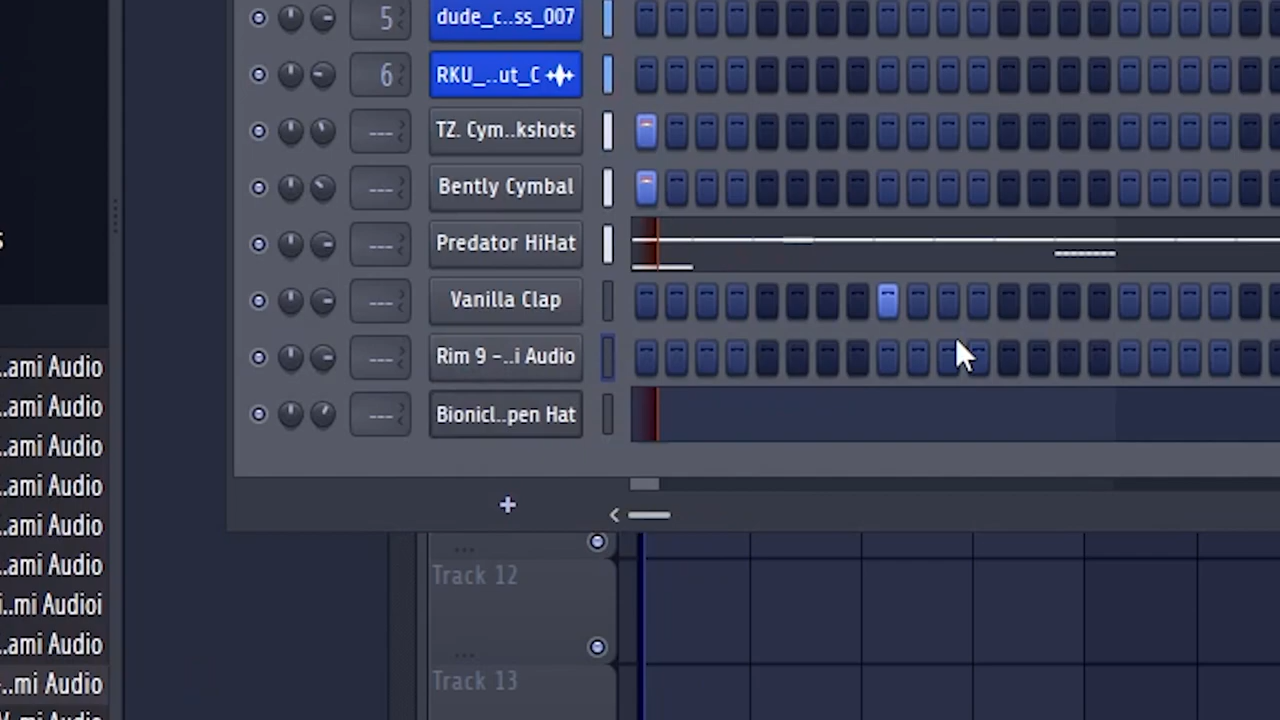 5 dude_c..ss_007
6 RKU_..ut_C
--- TZ. Cym..kshots
--- Bently Cymbal
--- Predator HiHat
--- Vanilla Clap
--- Rim 9 -..i Audio
--- Bionicl..pen Hat
+
<
s
..ami Audio
..ami Audio
..ami Audio
..ami Audio
..ami Audio
..ami Audio
i..mi Audioi
..ami Audio
-..mi Audio
...
Track 12
...
Track 13